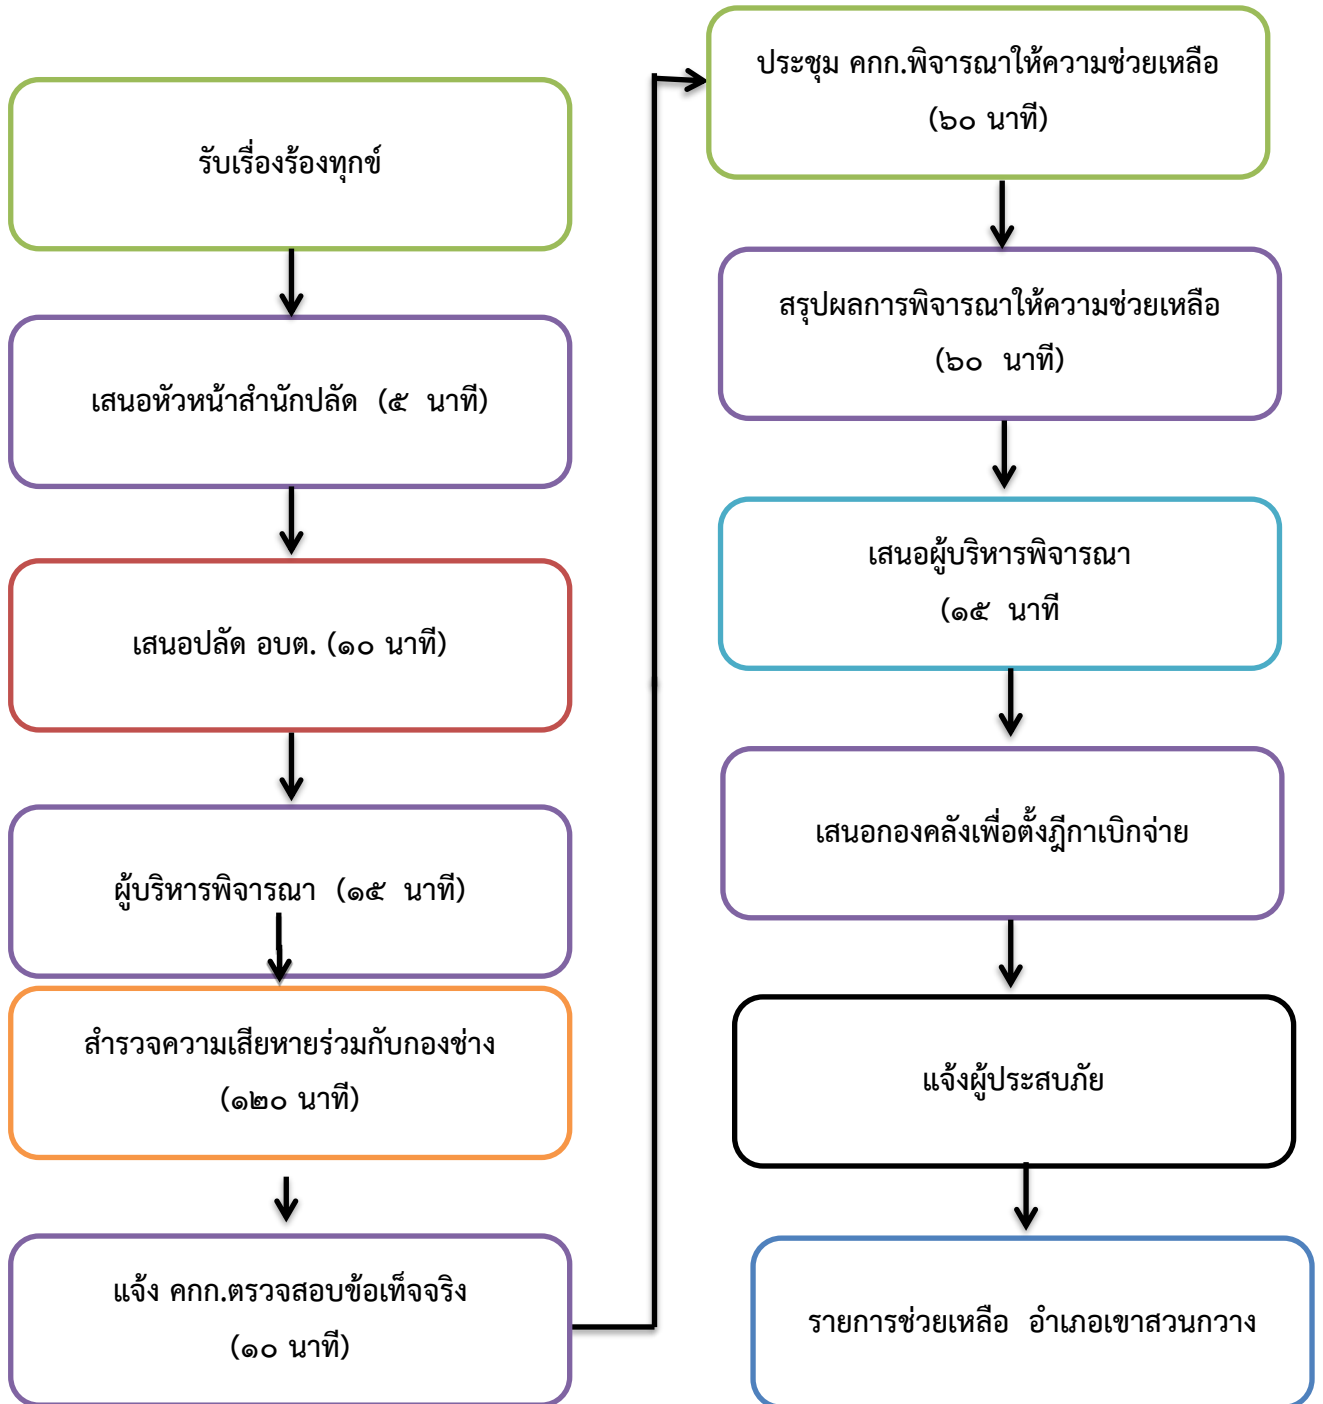 รับเรื่องร้องทุกข์
เสนอหัวหน้าสำนักปลัด (๕ นาที)
เสนอปลัด อบต. (๑๐ นาที)
ผู้บริหารพิจารณา (๑๕ นาที)
สำรวจความเสียหายร่วมกับกองช่าง
(๑๒๐ นาที)
แจ้ง คกก.ตรวจสอบข้อเท็จจริง
(๑๐ นาที)
ประชุม คกก.พิจารณาให้ความช่วยเหลือ
(๖๐ นาที)
สรุปผลการพิจารณาให้ความช่วยเหลือ
(๖๐ นาที)
เสนอผู้บริหารพิจารณา
(๑๕ นาที
เสนอกองคลังเพื่อตั้งฎีกาเบิกจ่าย
แจ้งผู้ประสบภัย
รายการช่วยเหลือ อำเภอเขาสวนกวาง